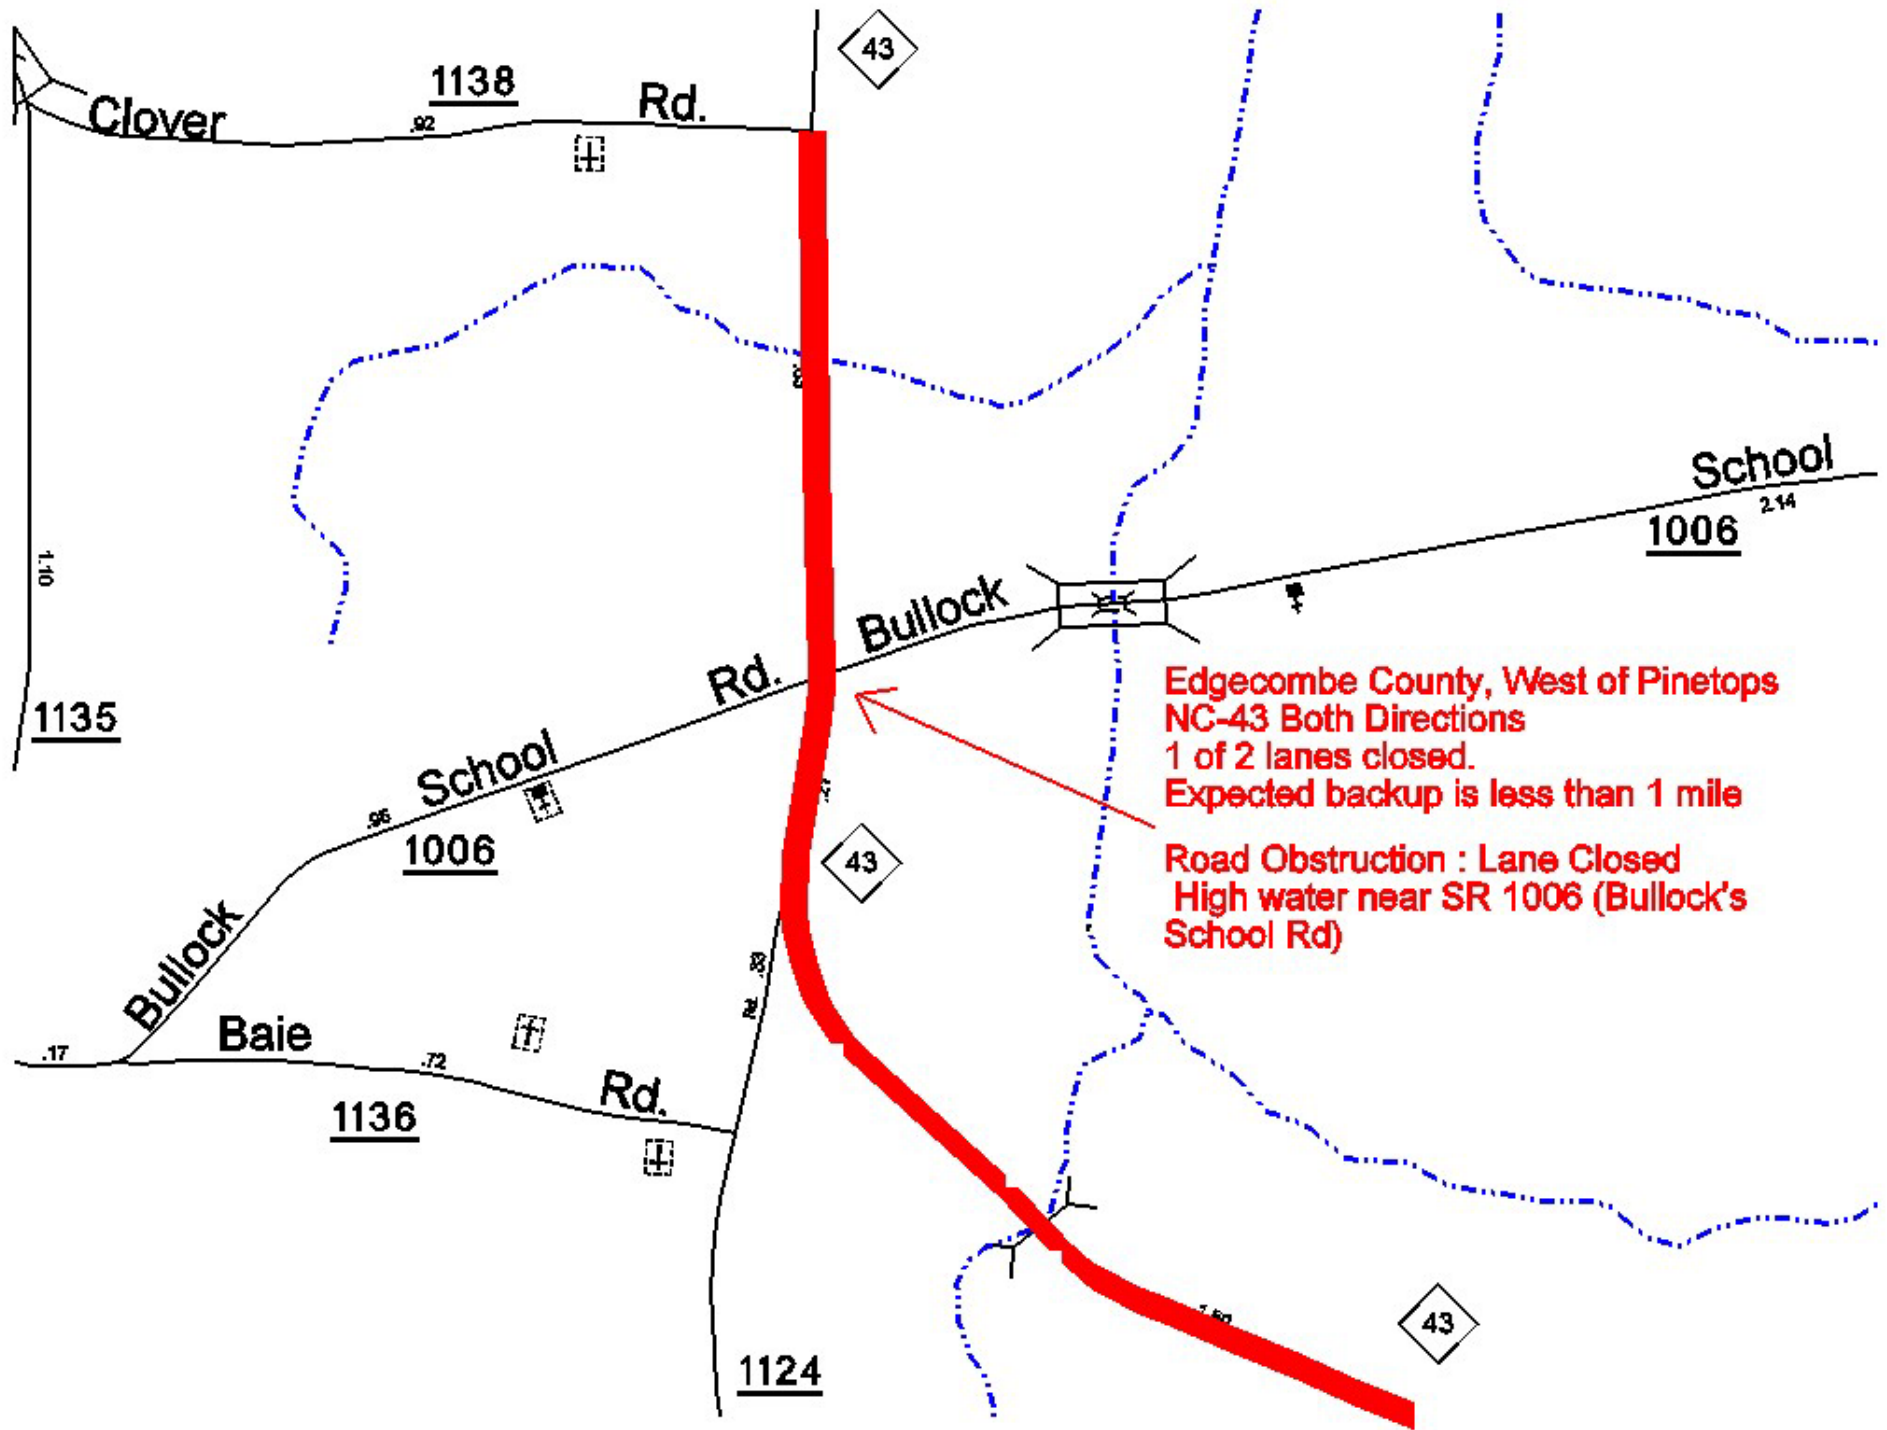 43
1138
Clover Rd.
.92
1.10
School
2.14
1006
Bullock
Rd.
Edgecombe County, West of Pinetops
NC-43 Both Directions
1 of 2 lanes closed.
Expected backup is less than 1 mile
1135
School
.95
1006
.21
43
Road Obstruction : Lane Closed
High water near SR 1006 (Bullock's
School Rd)
Bullock
Baie Rd.
.17
.72
1136
43
1124